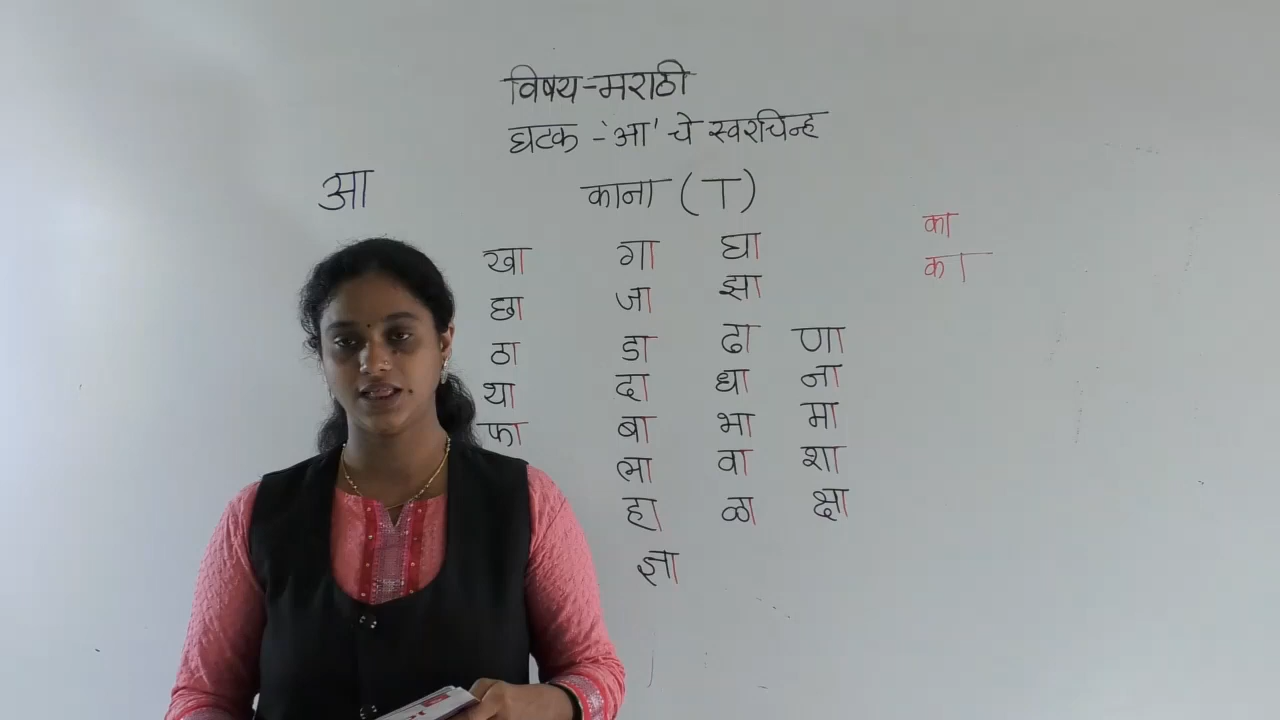 विषय-मराठी
घटक -'आ' चे स्वरचिन्ह
आ काना (ा)
का
का
खा गा घा
छा जा झा
ठा डा ढा णा
था दा धा ना
फा बा भा मा
ला वा शा
हा ळा क्षा
ज्ञा